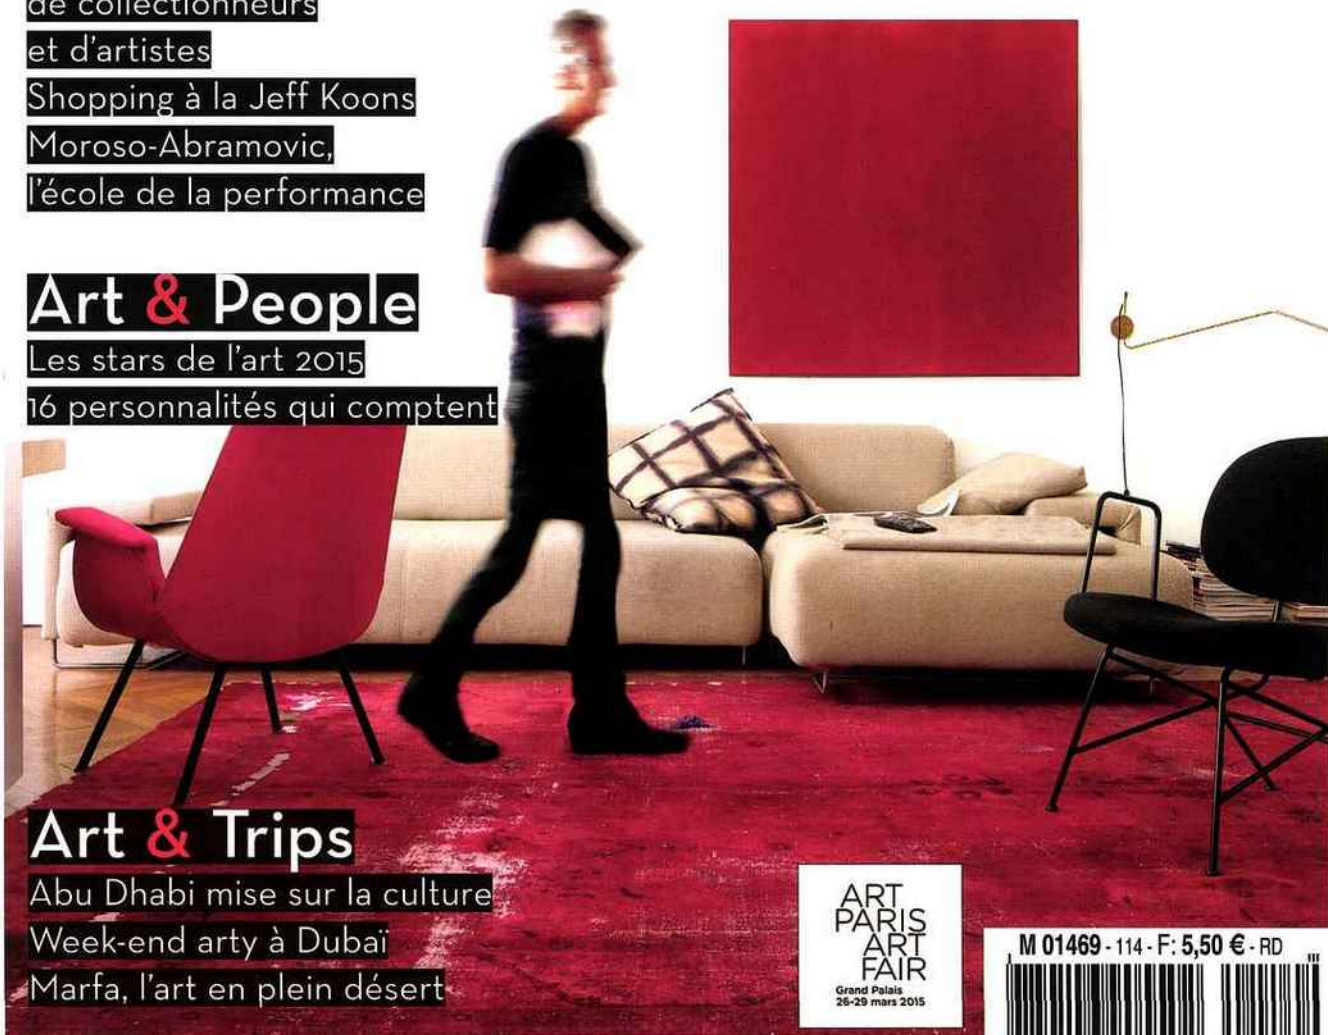 de collectionneurs
et d'artistes
Shopping à la Jeff Koons
Moroso-Abramovic,
l'école de la performance
Art & People
Les stars de l'art 2015
16 personnalités qui comptent
Art & Trips
Abu Dhabi mise sur la culture
Week-end arty à Dubaï
Marfa, l'art en plein désert
ART
PARIS
ART
FAIR
Grand Palais
26-29 mars 2015
M 01469 - 114 - F: 5,50 € - RD